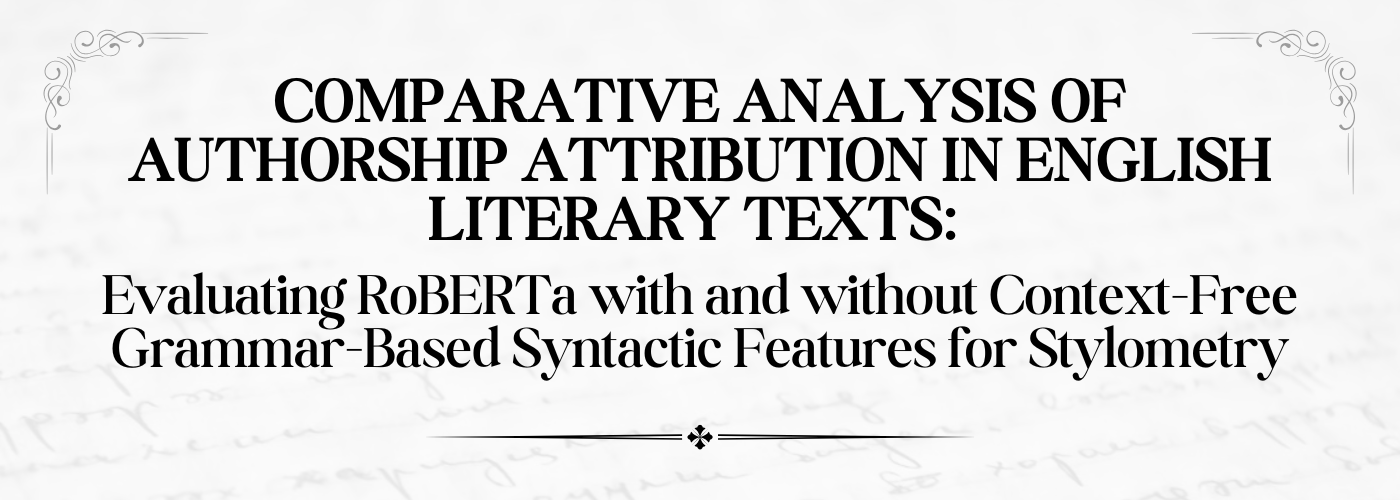 COMPARATIVE ANALYSIS OF
AUTHORSHIP ATTRIBUTION IN ENGLISH
LITERARY TEXTS:
Evaluating RoBERTa with and without Context-Free
Grammar-Based Syntactic Features for Stylometry